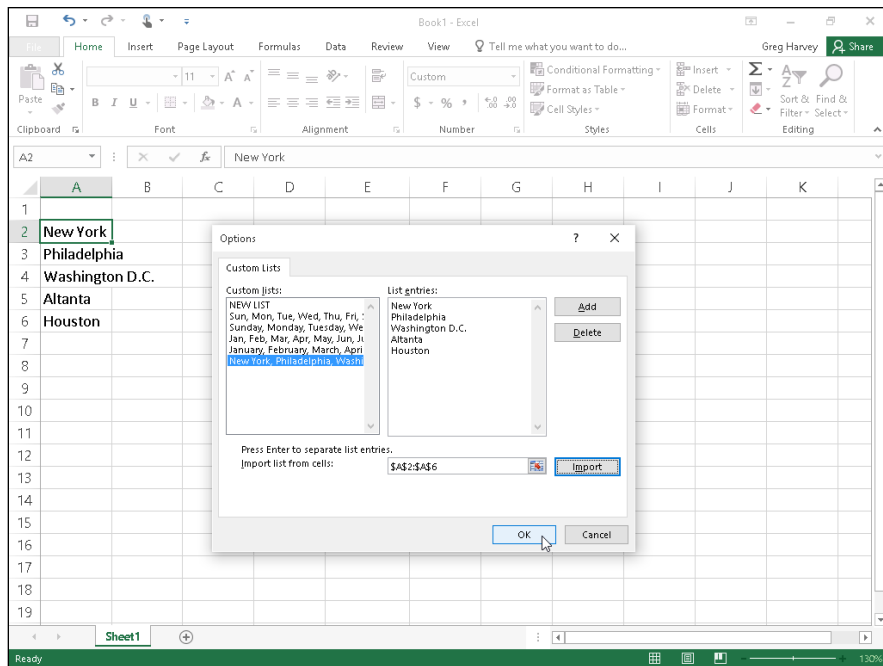 Book1 - Excel
File Home Insert Page Layout Formulas Data Review View Tell me what you want to do... Greg Harvey Share
Paste
11 A A
B I U A
Custom
$ % ,
Conditional Formatting
Format as Table
Cell Styles
Insert
Delete
Format
Sort & Filter
Find & Select
Clipboard Font Alignment Number Styles Cells Editing
A2 fx New York
A B C D E F G H I J K
1
2 New York
3 Philadelphia
4 Washington D.C.
5 Altanta
6 Houston
7
8
9
10
11
12
13
14
15
16
17
18
19
Options ?
Custom Lists
Custom lists:
NEW LIST
Sun, Mon, Tue, Wed, Thu, Fri,
Sunday, Monday, Tuesday, We
Jan, Feb, Mar, Apr, May, Jun,
January, February, March, April
New York, Philadelphia, Washi
List entries:
New York
Philadelphia
Washington D.C.
Altanta
Houston
Add
Delete
Press Enter to separate list entries.
Import list from cells: $A$2:$A$6 Import
OK Cancel
Sheet1
Ready 130%